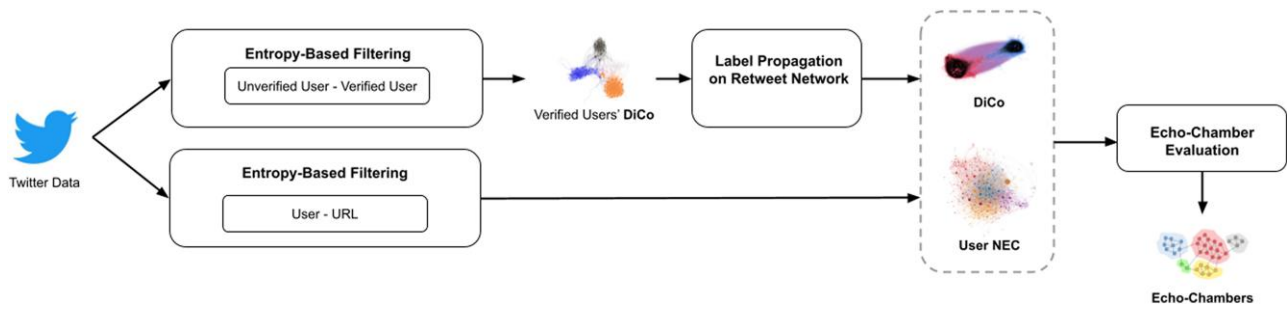 Twitter Data
Entropy-Based Filtering
Unverified User - Verified User
Entropy-Based Filtering
User - URL
Verified Users' DiCo
Label Propagation
on Retweet Network
DiCo
User NEC
Echo-Chamber
Evaluation
Echo-Chambers